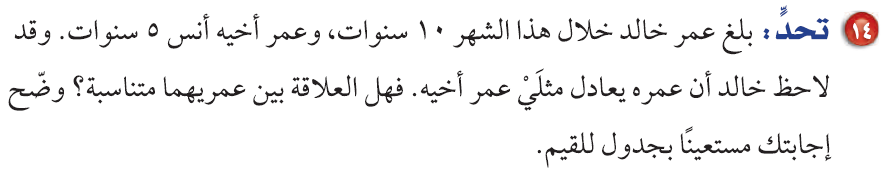 ١٤ تحدٍّ: بلغ عمر خالد خلال هذا الشهر ١٠ سنوات، وعمر أخيه أنس ٥ سنوات. وقد
لاحظ خالد أن عمره يعادل مثلَيْ عمر أخيه. فهل العلاقة بين عمريهما متناسبة؟ وضّح
إجابتك مستعينًا بجدول للقيم.